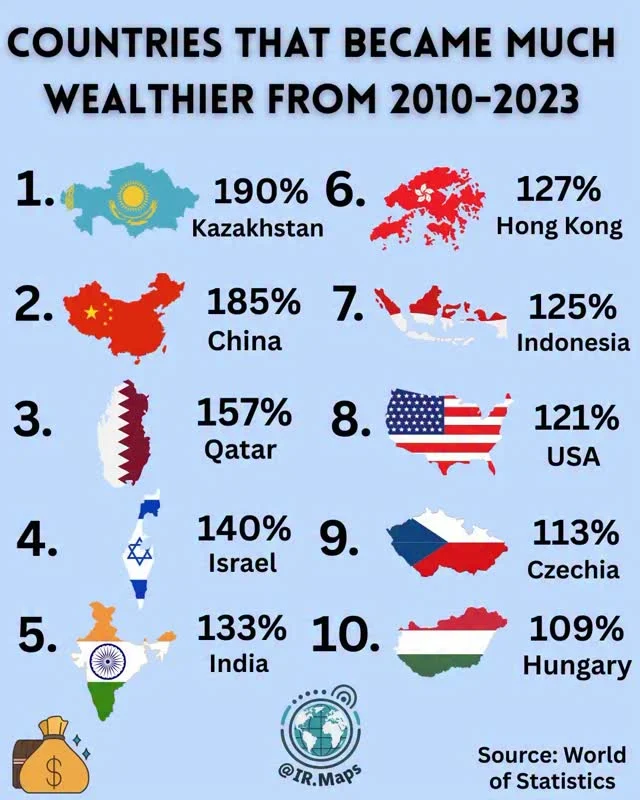 COUNTRIES THAT BECAME MUCH
WEALTHIER FROM 2010-2023
1.
190%
Kazakhstan
2.
185%
China
3.
157%
Qatar
4.
140%
Israel
5.
133%
India
6.
127%
Hong Kong
7.
125%
Indonesia
8.
121%
USA
9.
113%
Czechia
10.
109%
Hungary
$
@IR.Maps
Source: World
of Statistics